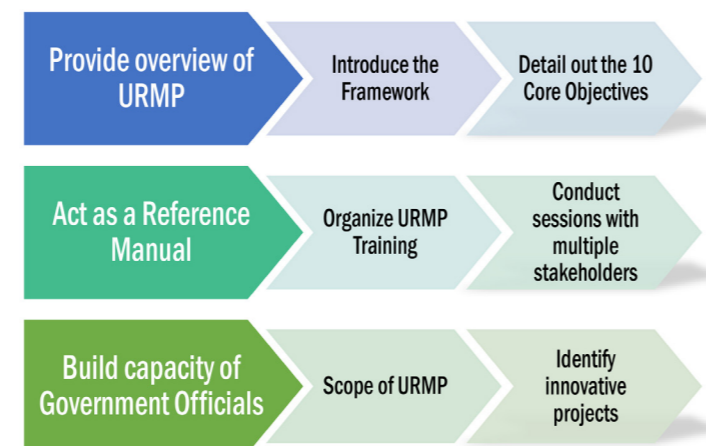 Provide overview of
URMP
Introduce the
Framework
Detail out the 10
Core Objectives
Act as a Reference
Manual
Organize URMP
Training
Conduct
sessions with
multiple
stakeholders
Build capacity of
Government Officials
Scope of URMP
Identify
innovative
projects